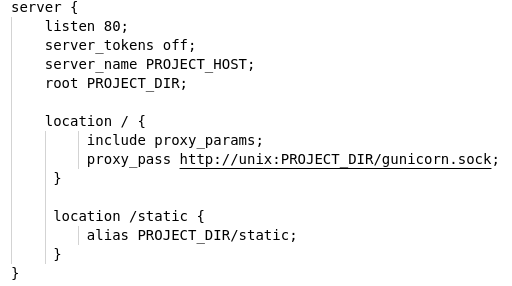 server {
    listen 80;
    server_tokens off;
    server_name PROJECT_HOST;
    root PROJECT_DIR;

    location / {
         include proxy_params;
         proxy_pass http://unix:PROJECT_DIR/gunicorn.sock;
     }

     location /static {
         alias PROJECT_DIR/static;
     }
}